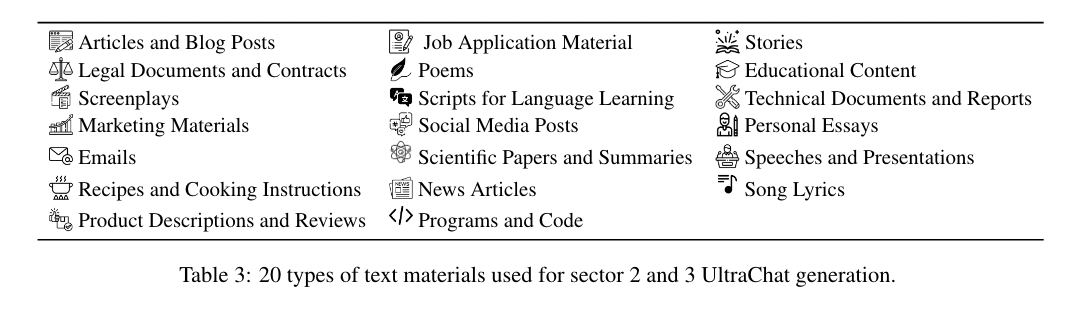 Articles and Blog Posts Job Application Material Stories
Legal Documents and Contracts Poems Educational Content
Screenplays Scripts for Language Learning Technical Documents and Reports
Marketing Materials Social Media Posts Personal Essays
Emails Scientific Papers and Summaries Speeches and Presentations
Recipes and Cooking Instructions News Articles Song Lyrics
Product Descriptions and Reviews </> Programs and Code
Table 3: 20 types of text materials used for sector 2 and 3 UltraChat generation.